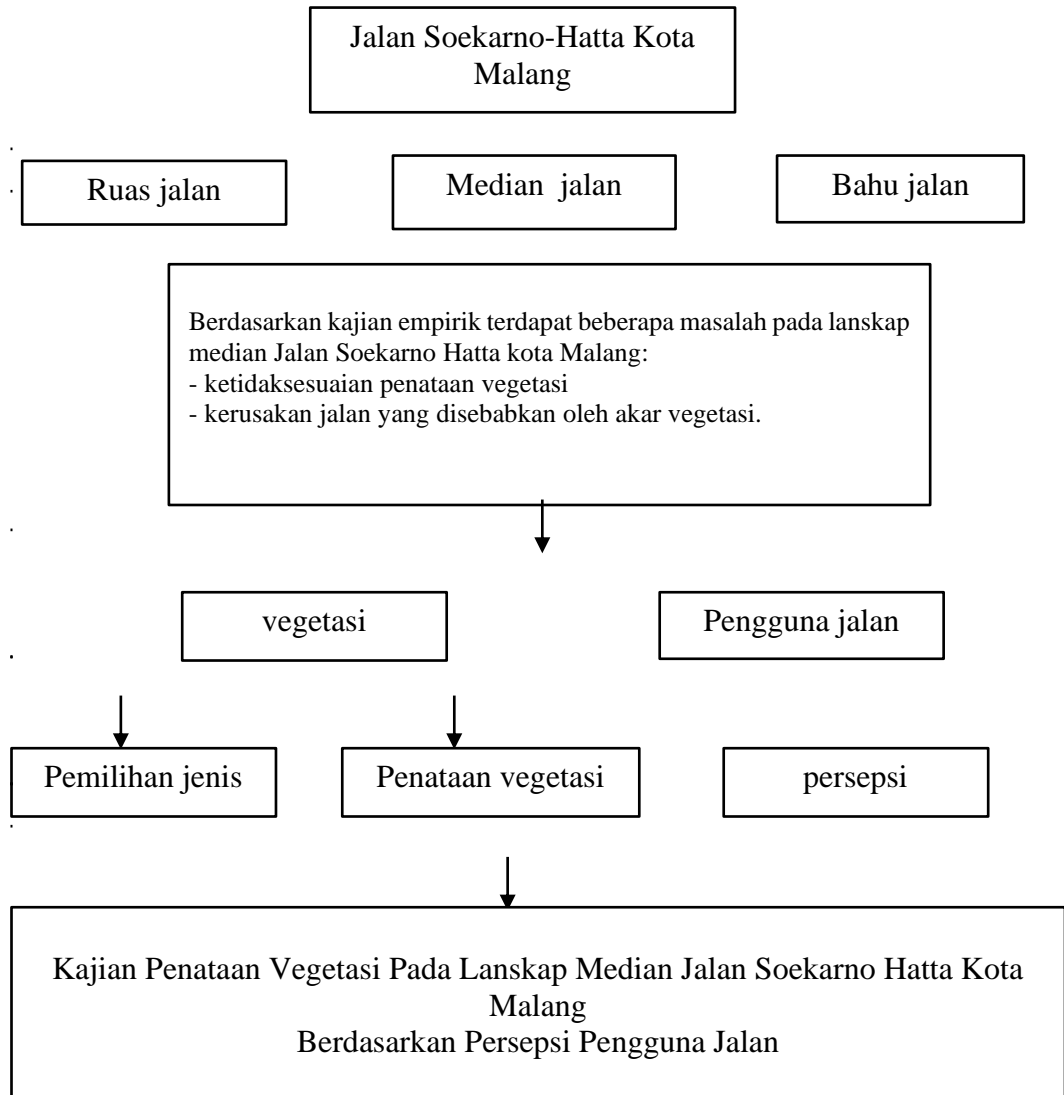 Jalan Soekarno-Hatta Kota
Malang
Ruas jalan
Median jalan
Bahu jalan
Berdasarkan kajian empirik terdapat beberapa masalah pada lanskap
median Jalan Soekarno Hatta kota Malang:
- ketidaksesuaian penataan vegetasi
- kerusakan jalan yang disebabkan oleh akar vegetasi.
vegetasi
Pengguna jalan
Pemilihan jenis
Penataan vegetasi
persepsi
Kajian Penataan Vegetasi Pada Lanskap Median Jalan Soekarno Hatta Kota
Malang
Berdasarkan Persepsi Pengguna Jalan